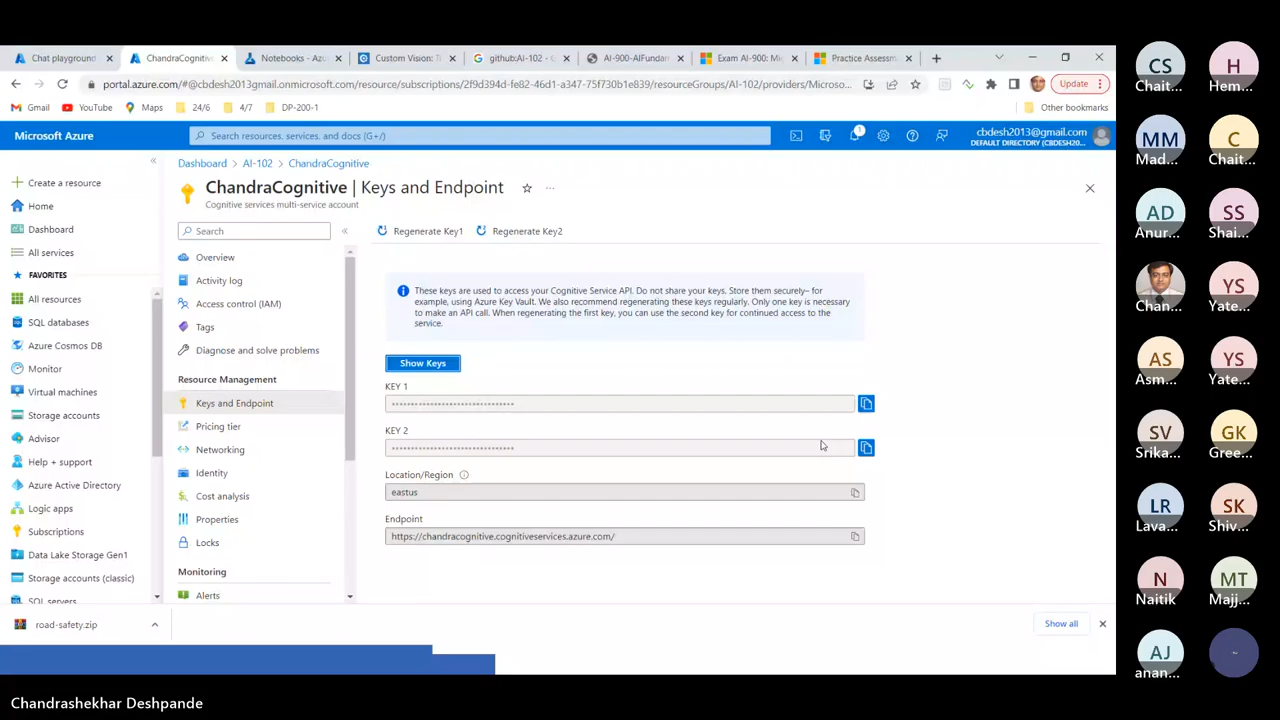 Chat playground
ChandraCognitive
Notebooks - Azu
Custom Vision: T
github:AI-102 - G
AI-900-AIFundan
Exam AI-900: Mi
Practice Assessm
portal.azure.com/#@cbdesh2013gmail.onmicrosoft.com/resource/subscriptions/
/resourceGroups/AI-102/providers/Microso...
Update
Gmail
YouTube
Maps
24/6
4/7
DP-200-1
Other bookmarks
Microsoft Azure
Search resources, services, and docs (G+/)
1
cbdesh2013@gmail.com
DEFAULT DIRECTORY (CBDESH20...
Create a resource
Home
Dashboard
All services
FAVORITES
All resources
SQL databases
Azure Cosmos DB
Monitor
Virtual machines
Storage accounts
Advisor
Help + support
Azure Active Directory
Logic apps
Subscriptions
Data Lake Storage Gen1
Storage accounts (classic)
SQL servers
Dashboard > AI-102 > ChandraCognitive
ChandraCognitive | Keys and Endpoint
Cognitive services multi-service account
Search
Overview
Activity log
Access control (IAM)
Tags
Diagnose and solve problems
Resource Management
Keys and Endpoint
Pricing tier
Networking
Identity
Cost analysis
Properties
Locks
Monitoring
Alerts
Regenerate Key1
Regenerate Key2
These keys are used to access your Cognitive Service API. Do not share your keys. Store them securely– for
example, using Azure Key Vault. We also recommend regenerating these keys regularly. Only one key is necessary
to make an API call. When regenerating the first key, you can use the second key for continued access to the
service.
Show Keys
KEY 1
KEY 2
Location/Region
eastus
Endpoint
https://chandracognitive.cognitiveservices.azure.com/
road-safety.zip
Show all
CS
Chait...
H
Hem...
MM
Mad...
C
Chait...
AD
Anur...
SS
Shai...
Chan...
YS
Yate...
AS
Asm...
YS
Yate...
SV
Srika...
GK
Gree...
LR
Lava...
SK
Shiv...
N
Naitik
MT
Majj...
AJ
anan...
Chandrashekhar Deshpande